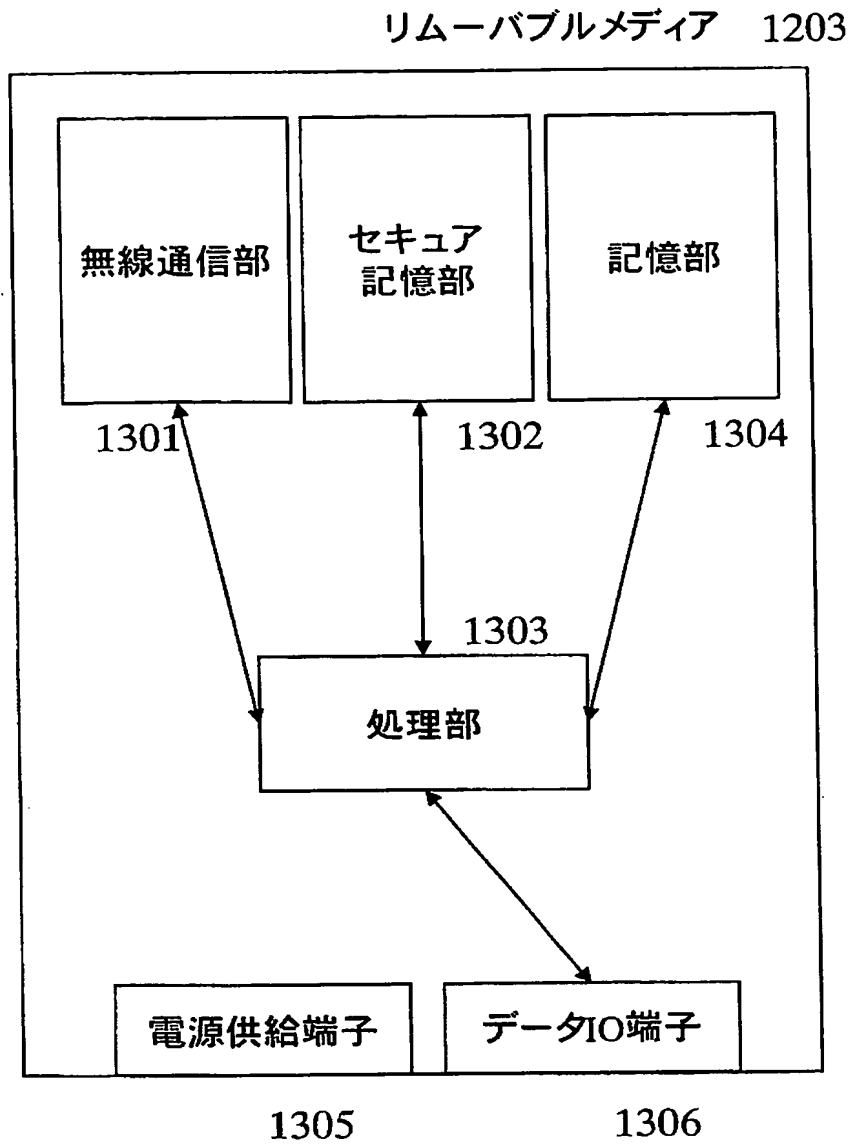 リムーバブルメディア 1203
無線通信部
セキュア
記憶部
記憶部
1301
1302
1304
1303
処理部
電源供給端子
データIO端子
1305
1306